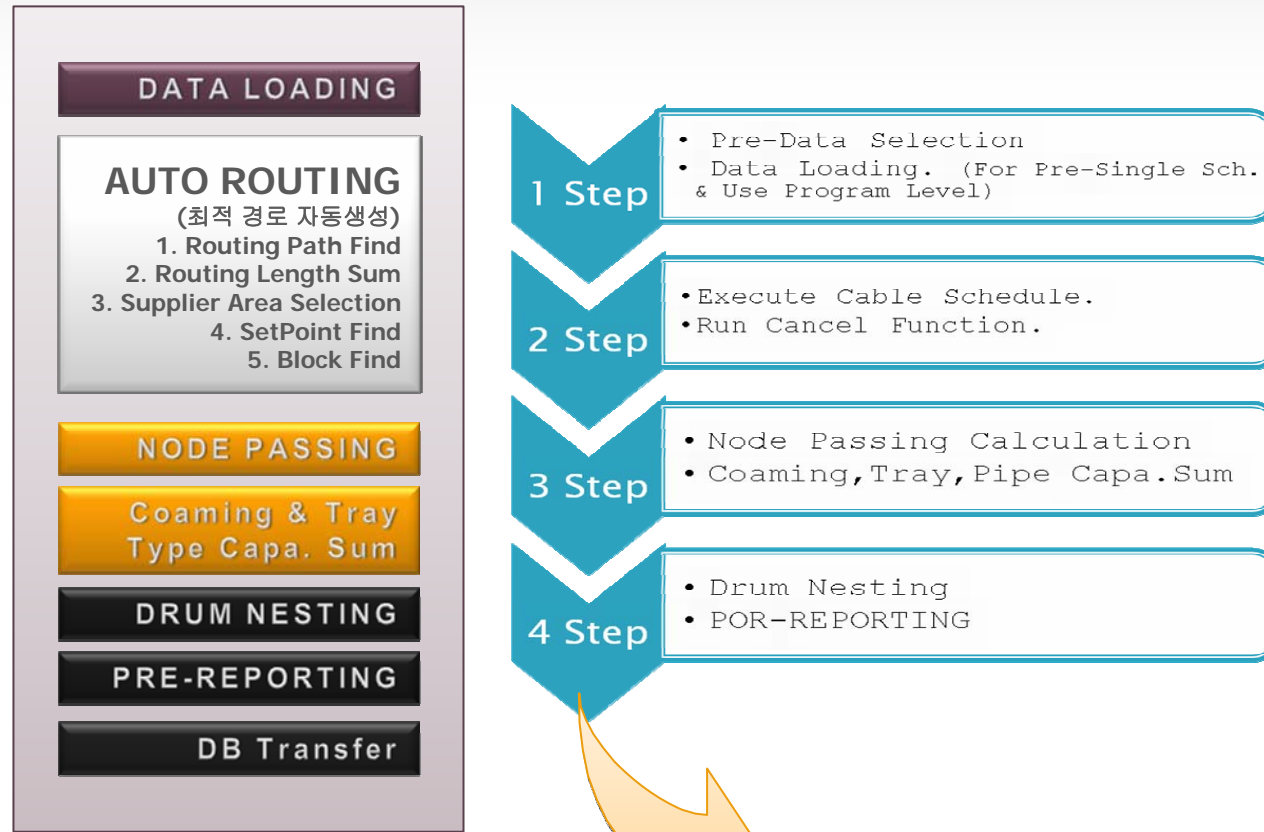 DATA LOADING
AUTO ROUTING
(최적 경로 자동생성)
1. Routing Path Find
2. Routing Length Sum
3. Supplier Area Selection
4. SetPoint Find
5. Block Find
NODE PASSING
Coaming & Tray
Type Capa. Sum
DRUM NESTING
PRE-REPORTING
DB Transfer
1 Step
• Pre-Data Selection
• Data Loading. (For Pre-Single Sch.
& Use Program Level)
2 Step
•Execute Cable Schedule.
•Run Cancel Function.
3 Step
• Node Passing Calculation
• Coaming,Tray,Pipe Capa.Sum
4 Step
• Drum Nesting
• POR-REPORTING